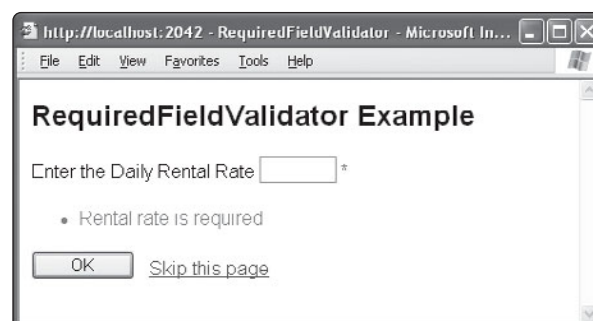 http://localhost:2042 - RequiredFieldValidator - Microsoft In...
File Edit View Favorites Tools Help
RequiredFieldValidator Example
Enter the Daily Rental Rate *
• Rental rate is required
OK Skip this page